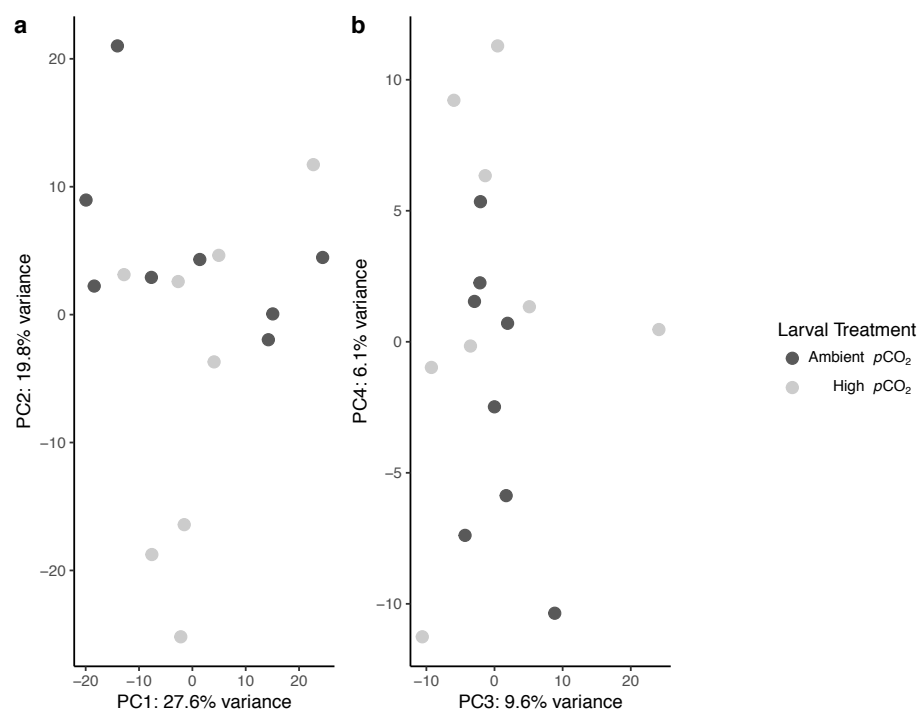 a
20
10
0
−10
−20
PC2: 19.8% variance
−20
−10
0
10
20
PC1: 27.6% variance
b
10
5
0
−5
−10
PC4: 6.1% variance
−10
0
10
20
PC3: 9.6% variance
Larval Treatment
Ambient pCO₂
High pCO₂